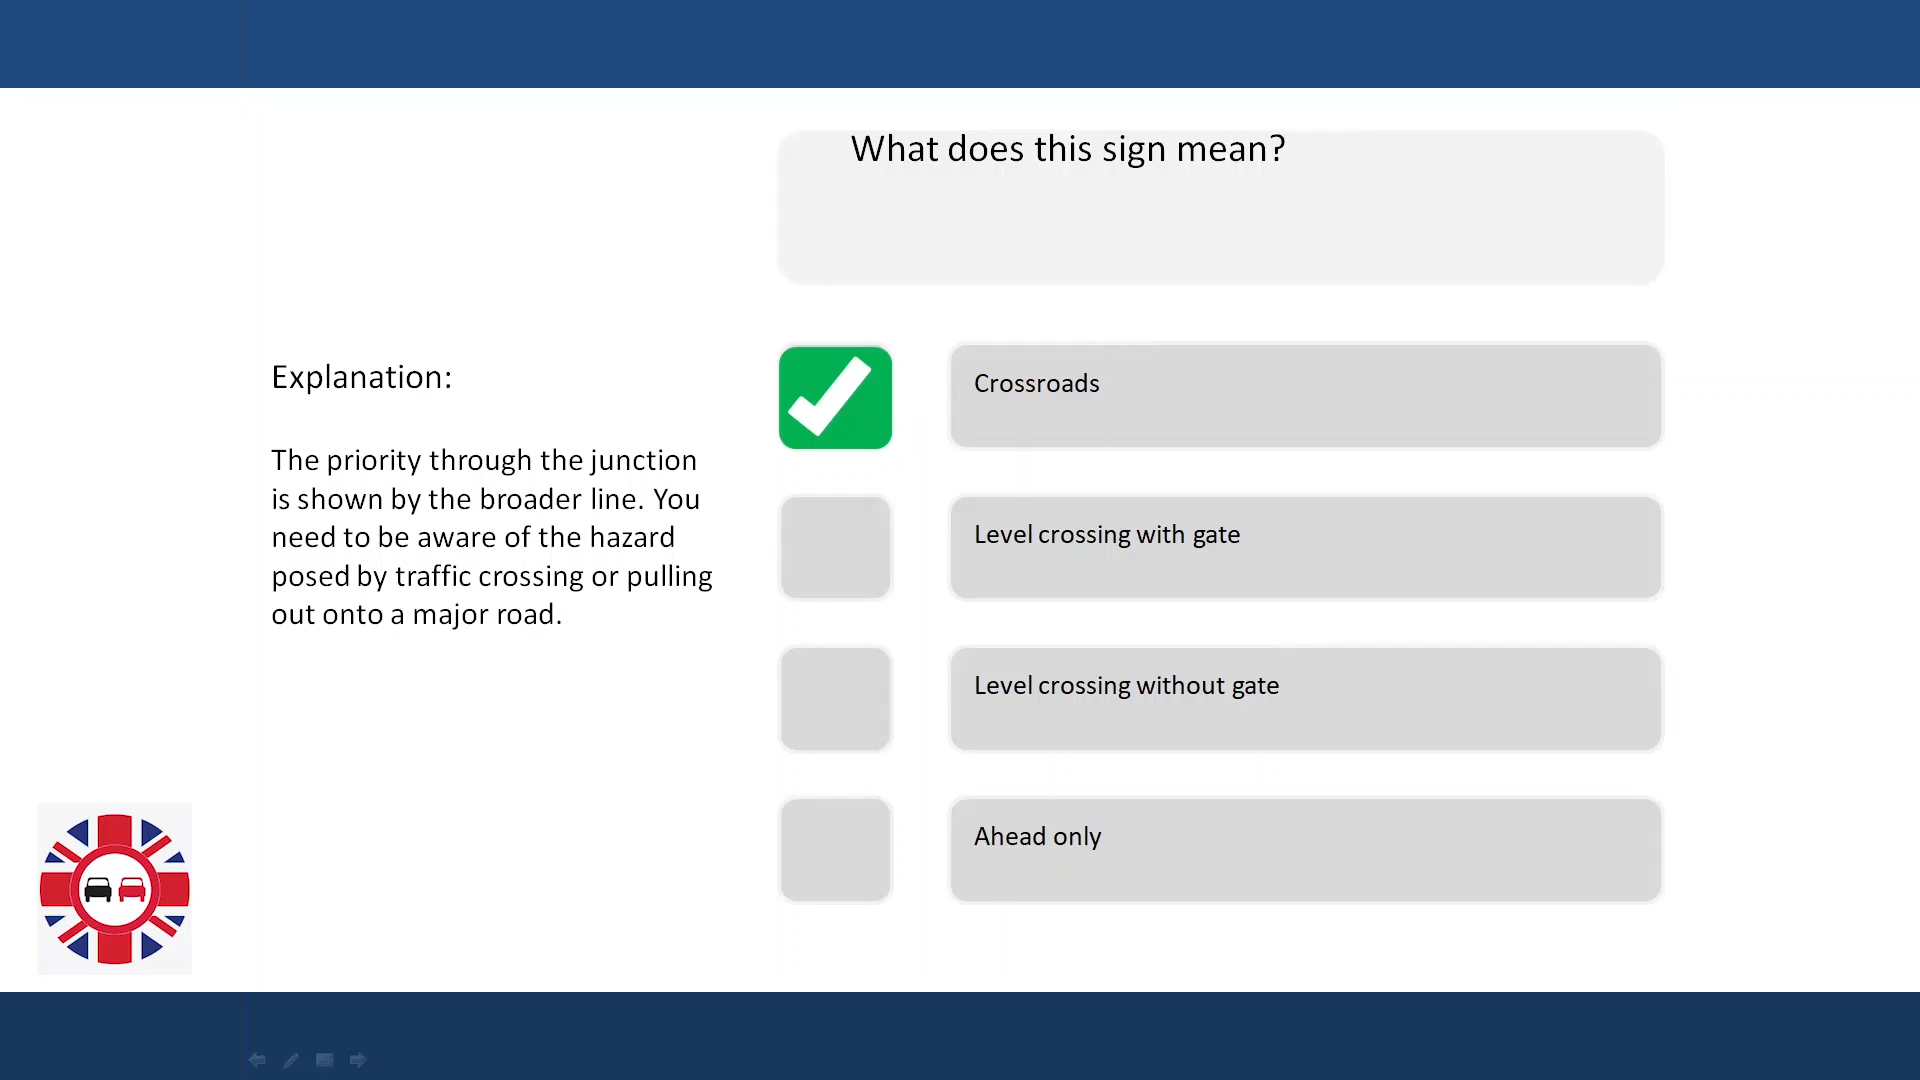 What does this sign mean?
Explanation:
The priority through the junction
is shown by the broader line. You
need to be aware of the hazard
posed by traffic crossing or pulling
out onto a major road.
Crossroads
Level crossing with gate
Level crossing without gate
Ahead only